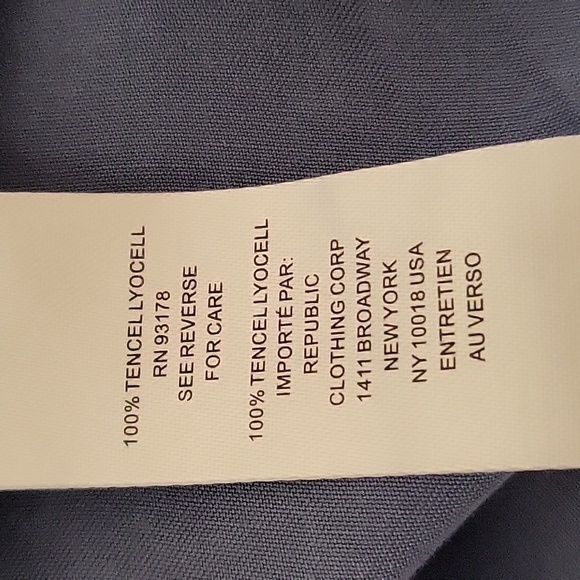 100% TENCEL LYOCELL
RN 93178
SEE REVERSE
FOR CARE
100% TENCEL LYOCELL
IMPORTÉ PAR:
REPUBLIC
CLOTHING CORP
1411 BROADWAY
NEW YORK
NY 10018 USA
ENTRETIEN
AU VERSO